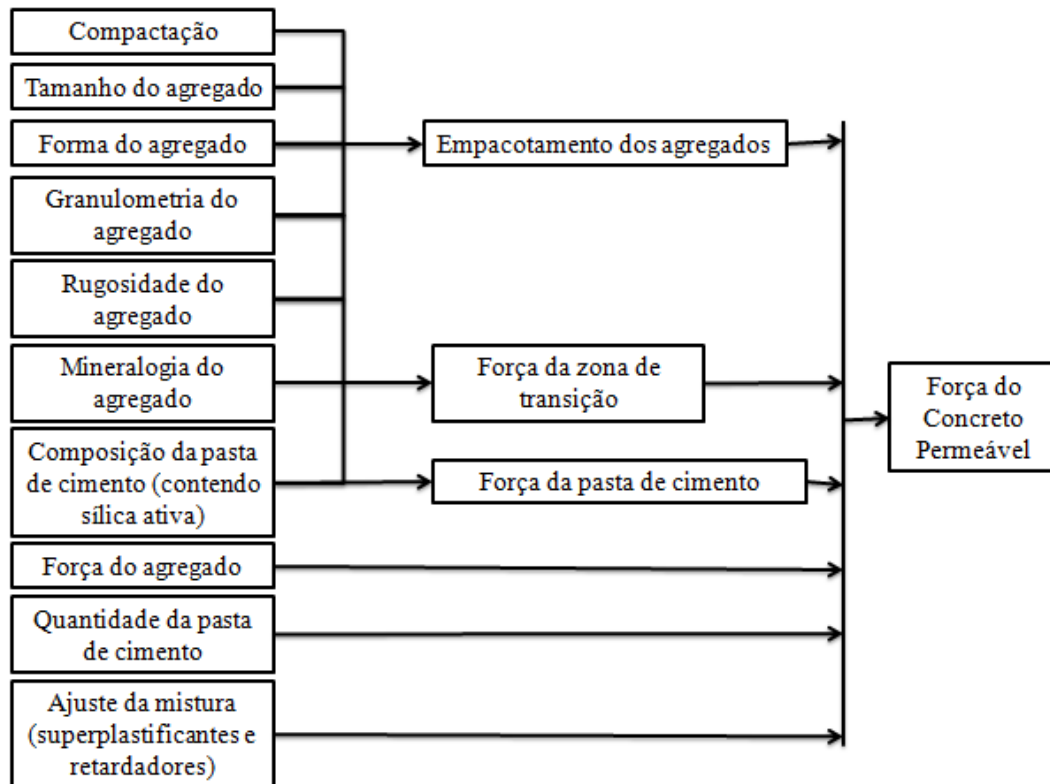 Compactação
Tamanho do agregado
Forma do agregado
Empacotamento dos agregados
Granulometria do
agregado
Rugosidade do
agregado
Mineralogia do
agregado
Força da zona de
transição
Força do
Concreto
Permeável
Composição da pasta
de cimento (contendo
sílica ativa)
Força da pasta de cimento
Força do agregado
Quantidade da pasta
de cimento
Ajuste da mistura
(superplastificantes e
retardadores)